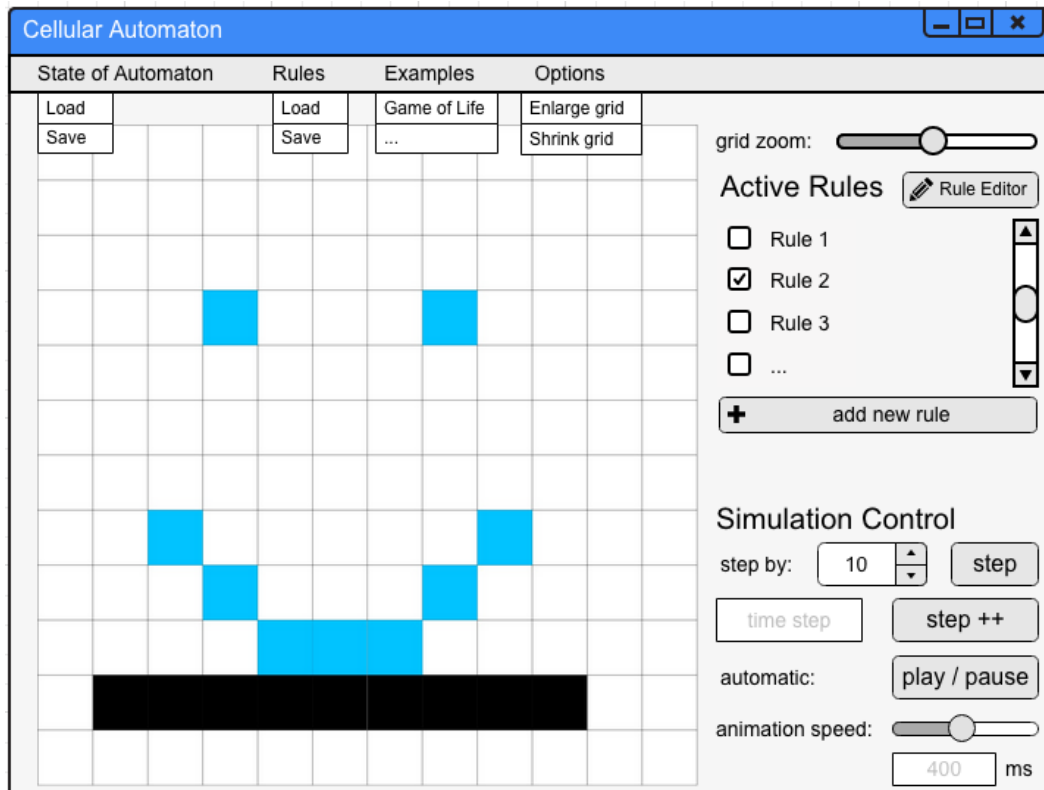 Cellular Automaton
State of Automaton Rules Examples Options
Load Load Game of Life Enlarge grid
Save Save ... Shrink grid
grid zoom:
Active Rules Rule Editor
Rule 1
Rule 2
Rule 3
...
add new rule
Simulation Control
step by: 10 step
time step step ++
automatic: play / pause
animation speed:
400 ms